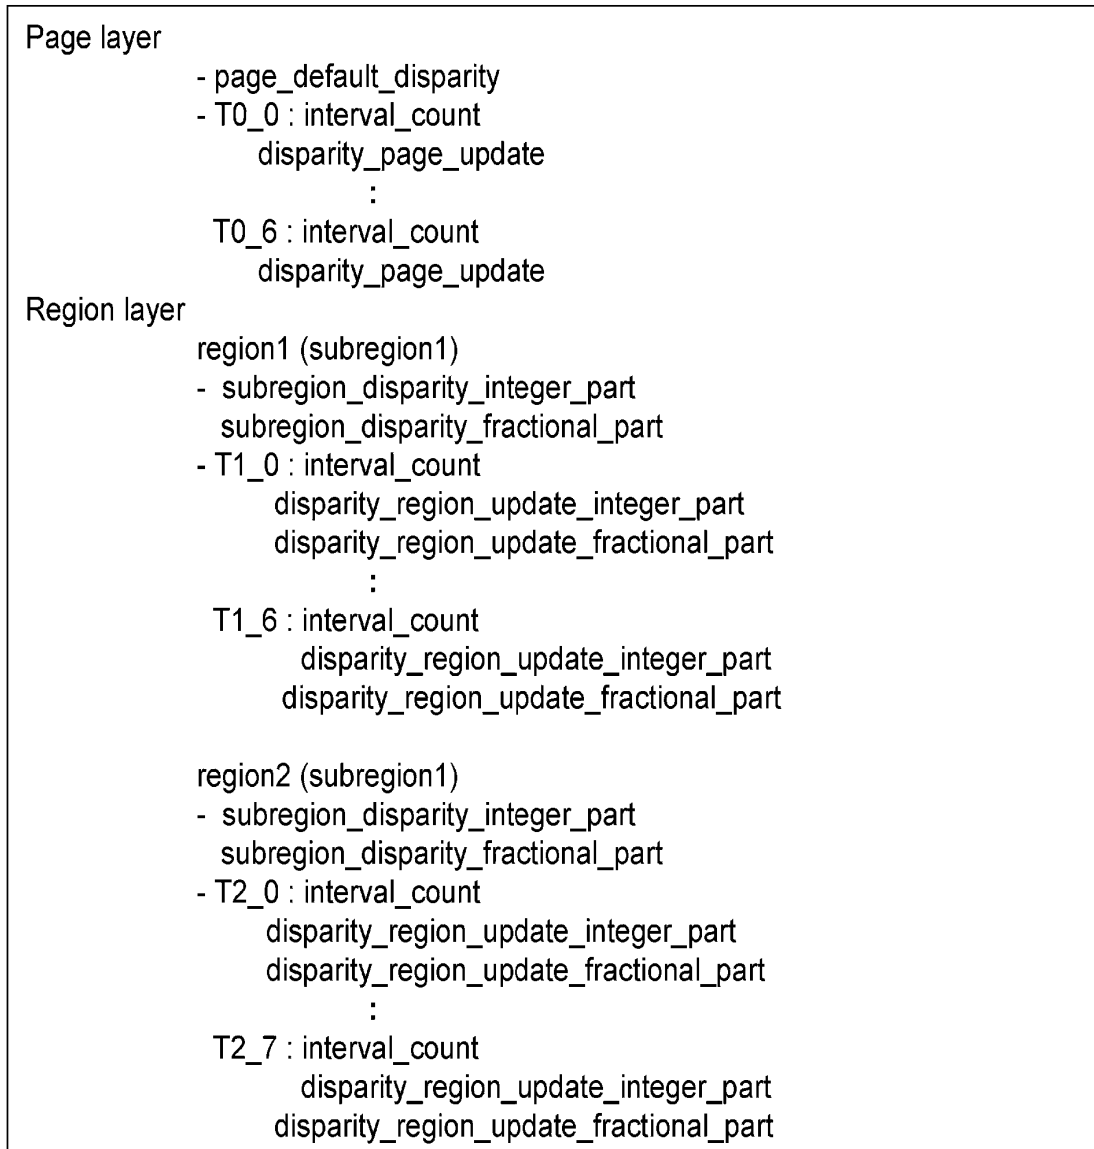 Page layer
- page_default_disparity
- T0_0 : interval_count
disparity_page_update
:
T0_6 : interval_count
disparity_page_update
Region layer
region1 (subregion1)
- subregion_disparity_integer_part
subregion_disparity_fractional_part
- T1_0 : interval_count
disparity_region_update_integer_part
disparity_region_update_fractional_part
:
T1_6 : interval_count
disparity_region_update_integer_part
disparity_region_update_fractional_part
region2 (subregion1)
- subregion_disparity_integer_part
subregion_disparity_fractional_part
- T2_0 : interval_count
disparity_region_update_integer_part
disparity_region_update_fractional_part
:
T2_7 : interval_count
disparity_region_update_integer_part
disparity_region_update_fractional_part